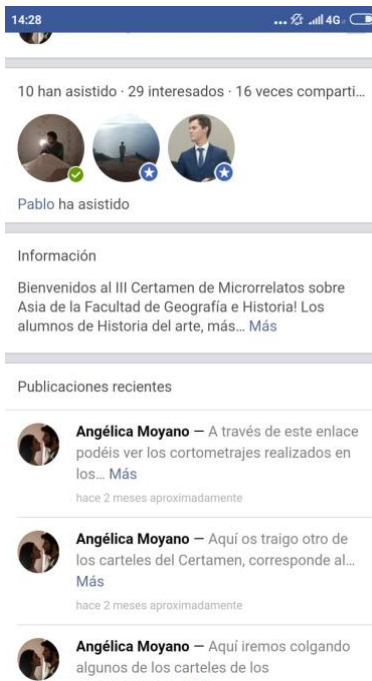 14:28 ... 4G
10 han asistido · 29 interesados · 16 veces comparti...
Pablo ha asistido
Información
Bienvenidos al III Certamen de Microrrelatos sobre
Asia de la Facultad de Geografía e Historia! Los
alumnos de Historia del arte, más... Más
Publicaciones recientes
Angélica Moyano — A través de este enlace
podéis ver los cortometrajes realizados en
los... Más
hace 2 meses aproximadamente
Angélica Moyano — Aquí os traigo otro de
los carteles del Certamen, corresponde al...
Más
hace 2 meses aproximadamente
Angélica Moyano — Aquí iremos colgando
algunos de los carteles de los